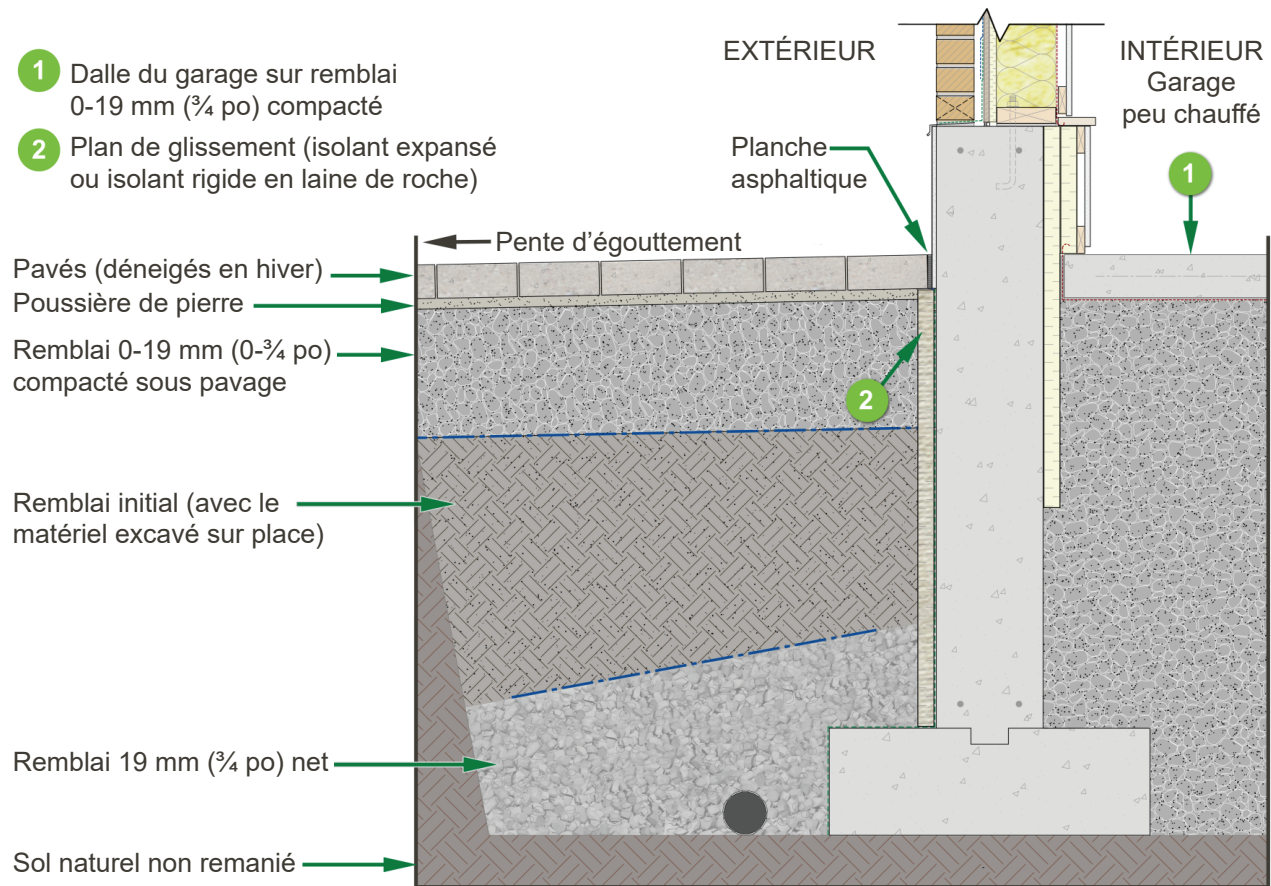 1 Dalle du garage sur remblai
0-19 mm (¾ po) compacté
2 Plan de glissement (isolant expansé
ou isolant rigide en laine de roche)
EXTÉRIEUR
INTÉRIEUR
Garage
peu chauffé
Planche
asphaltique
1
Pente d’égouttement
Pavés (déneigés en hiver)
Poussière de pierre
Remblai 0-19 mm (0-¾ po)
compacté sous pavage
2
Remblai initial (avec le
matériel excavé sur place)
Remblai 19 mm (¾ po) net
Sol naturel non remanié